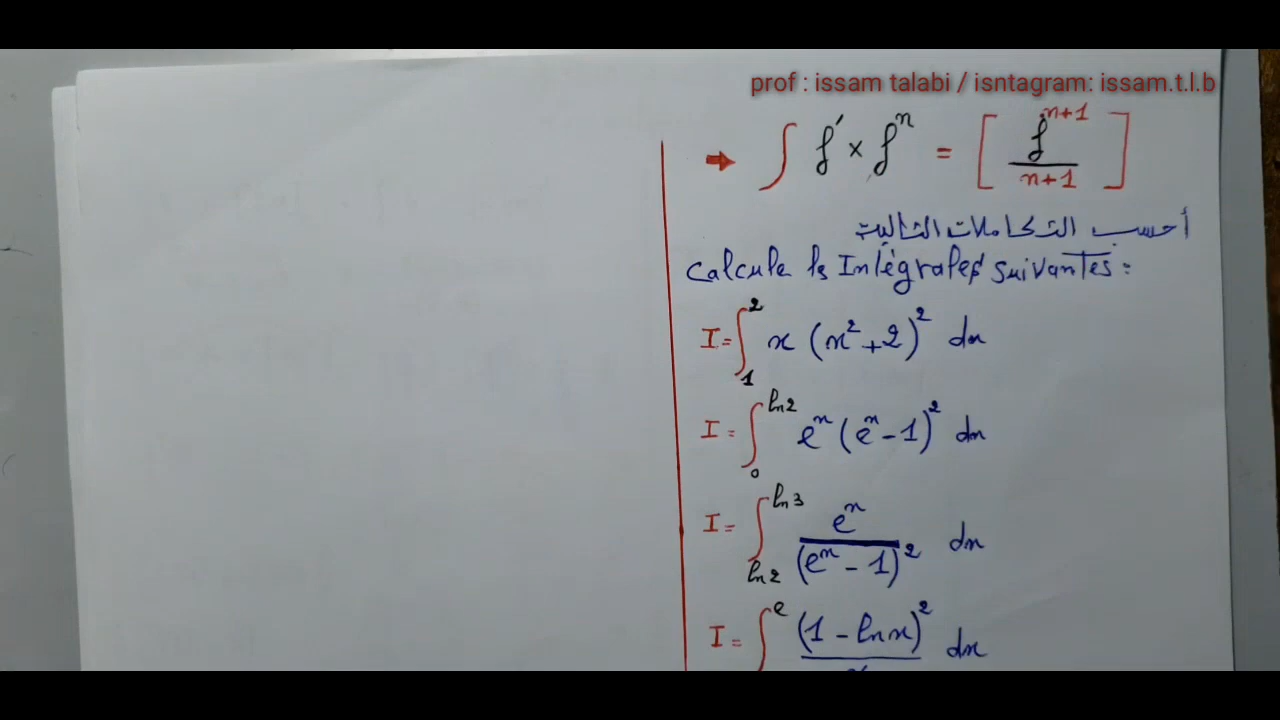 prof : issam talabi / isntagram: issam.t.l.b
→ ∫ f′ × fⁿ = [ fⁿ⁺¹ / n+1 ]
أحسب التكاملات التالية
Calcule les Intégrales suivantes :
I = ∫₁² x (x² + 2)² dx
I = ∫₀^ln2 eˣ (eˣ - 1)² dx
I = ∫_ln2^ln3 eˣ / (eˣ - 1)² dx
I = ∫^e (1 - ln x)² dx